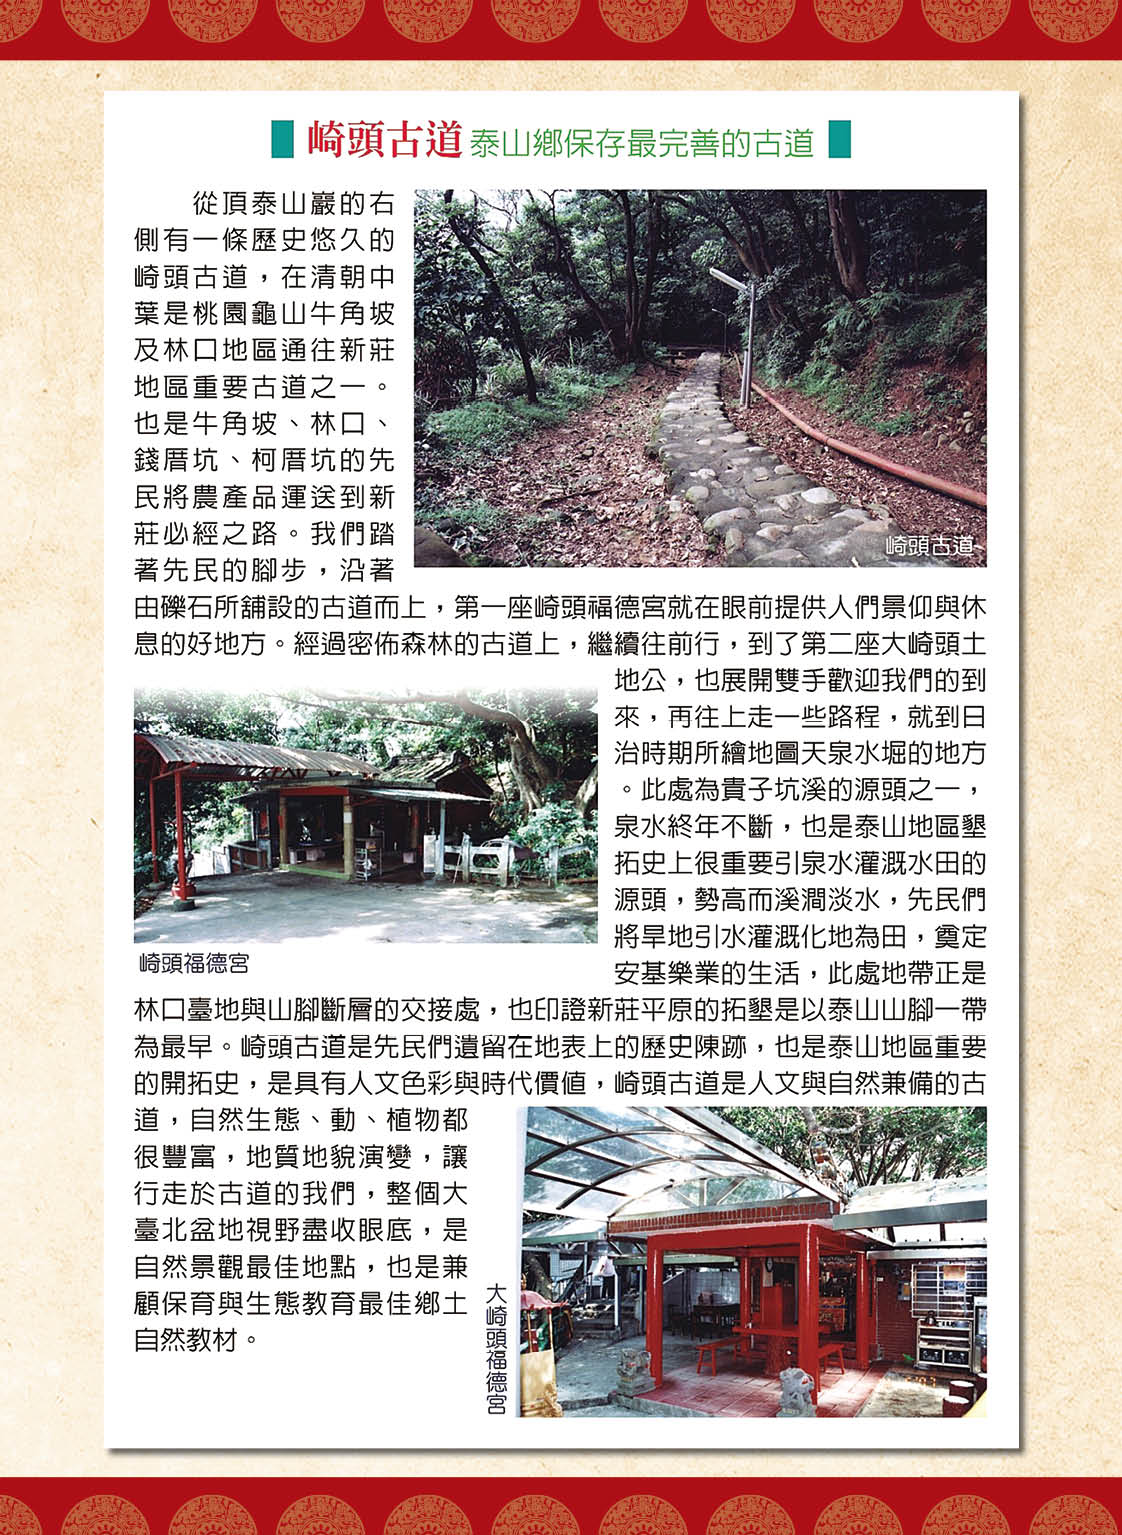 崎頭古道 泰山鄉保存最完善的古道
從頂泰山巖的右
側有一條歷史悠久的
崎頭古道，在清朝中
葉是桃園龜山牛角坡
及林口地區通往新莊
地區重要古道之一。
也是牛角坡、林口、
錢厝坑、柯厝坑的先
民將農產品運送到新
莊必經之路。我們踏
著先民的腳步，沿著
崎頭古道
由礫石所舖設的古道而上，第一座崎頭福德宮就在眼前提供人們景仰與休
息的好地方。經過密佈森林的古道上，繼續往前行，到了第二座大崎頭土
地公，也展開雙手歡迎我們的到
來，再往上走一些路程，就到日
治時期所繪地圖天泉水堀的地方
。此處為貴子坑溪的源頭之一，
泉水終年不斷，也是泰山地區墾
拓史上很重要引泉水灌溉水田的
源頭，勢高而溪澗淡水，先民們
將旱地引水灌溉化地為田，奠定
安基樂業的生活，此處地帶正是
崎頭福德宮
林口臺地與山腳斷層的交接處，也印證新莊平原的拓墾是以泰山山腳一帶
為最早。崎頭古道是先民們遺留在地表上的歷史陳跡，也是泰山地區重要
的開拓史，是具有人文色彩與時代價值，崎頭古道是人文與自然兼備的古
道，自然生態、動、植物都
很豐富，地質地貌演變，讓
行走於古道的我們，整個大
臺北盆地視野盡收眼底，是
自然景觀最佳地點，也是兼
顧保育與生態教育最佳鄉土
自然教材。
大崎頭福德宮